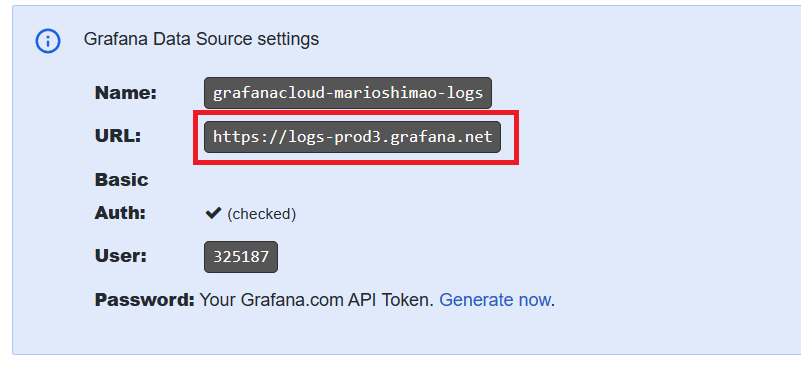 Grafana Data Source settings
Name: grafanacloud-marioshimao-logs
URL: https://logs-prod3.grafana.net
Basic
Auth: (checked)
User: 325187
Password: Your Grafana.com API Token. Generate now.